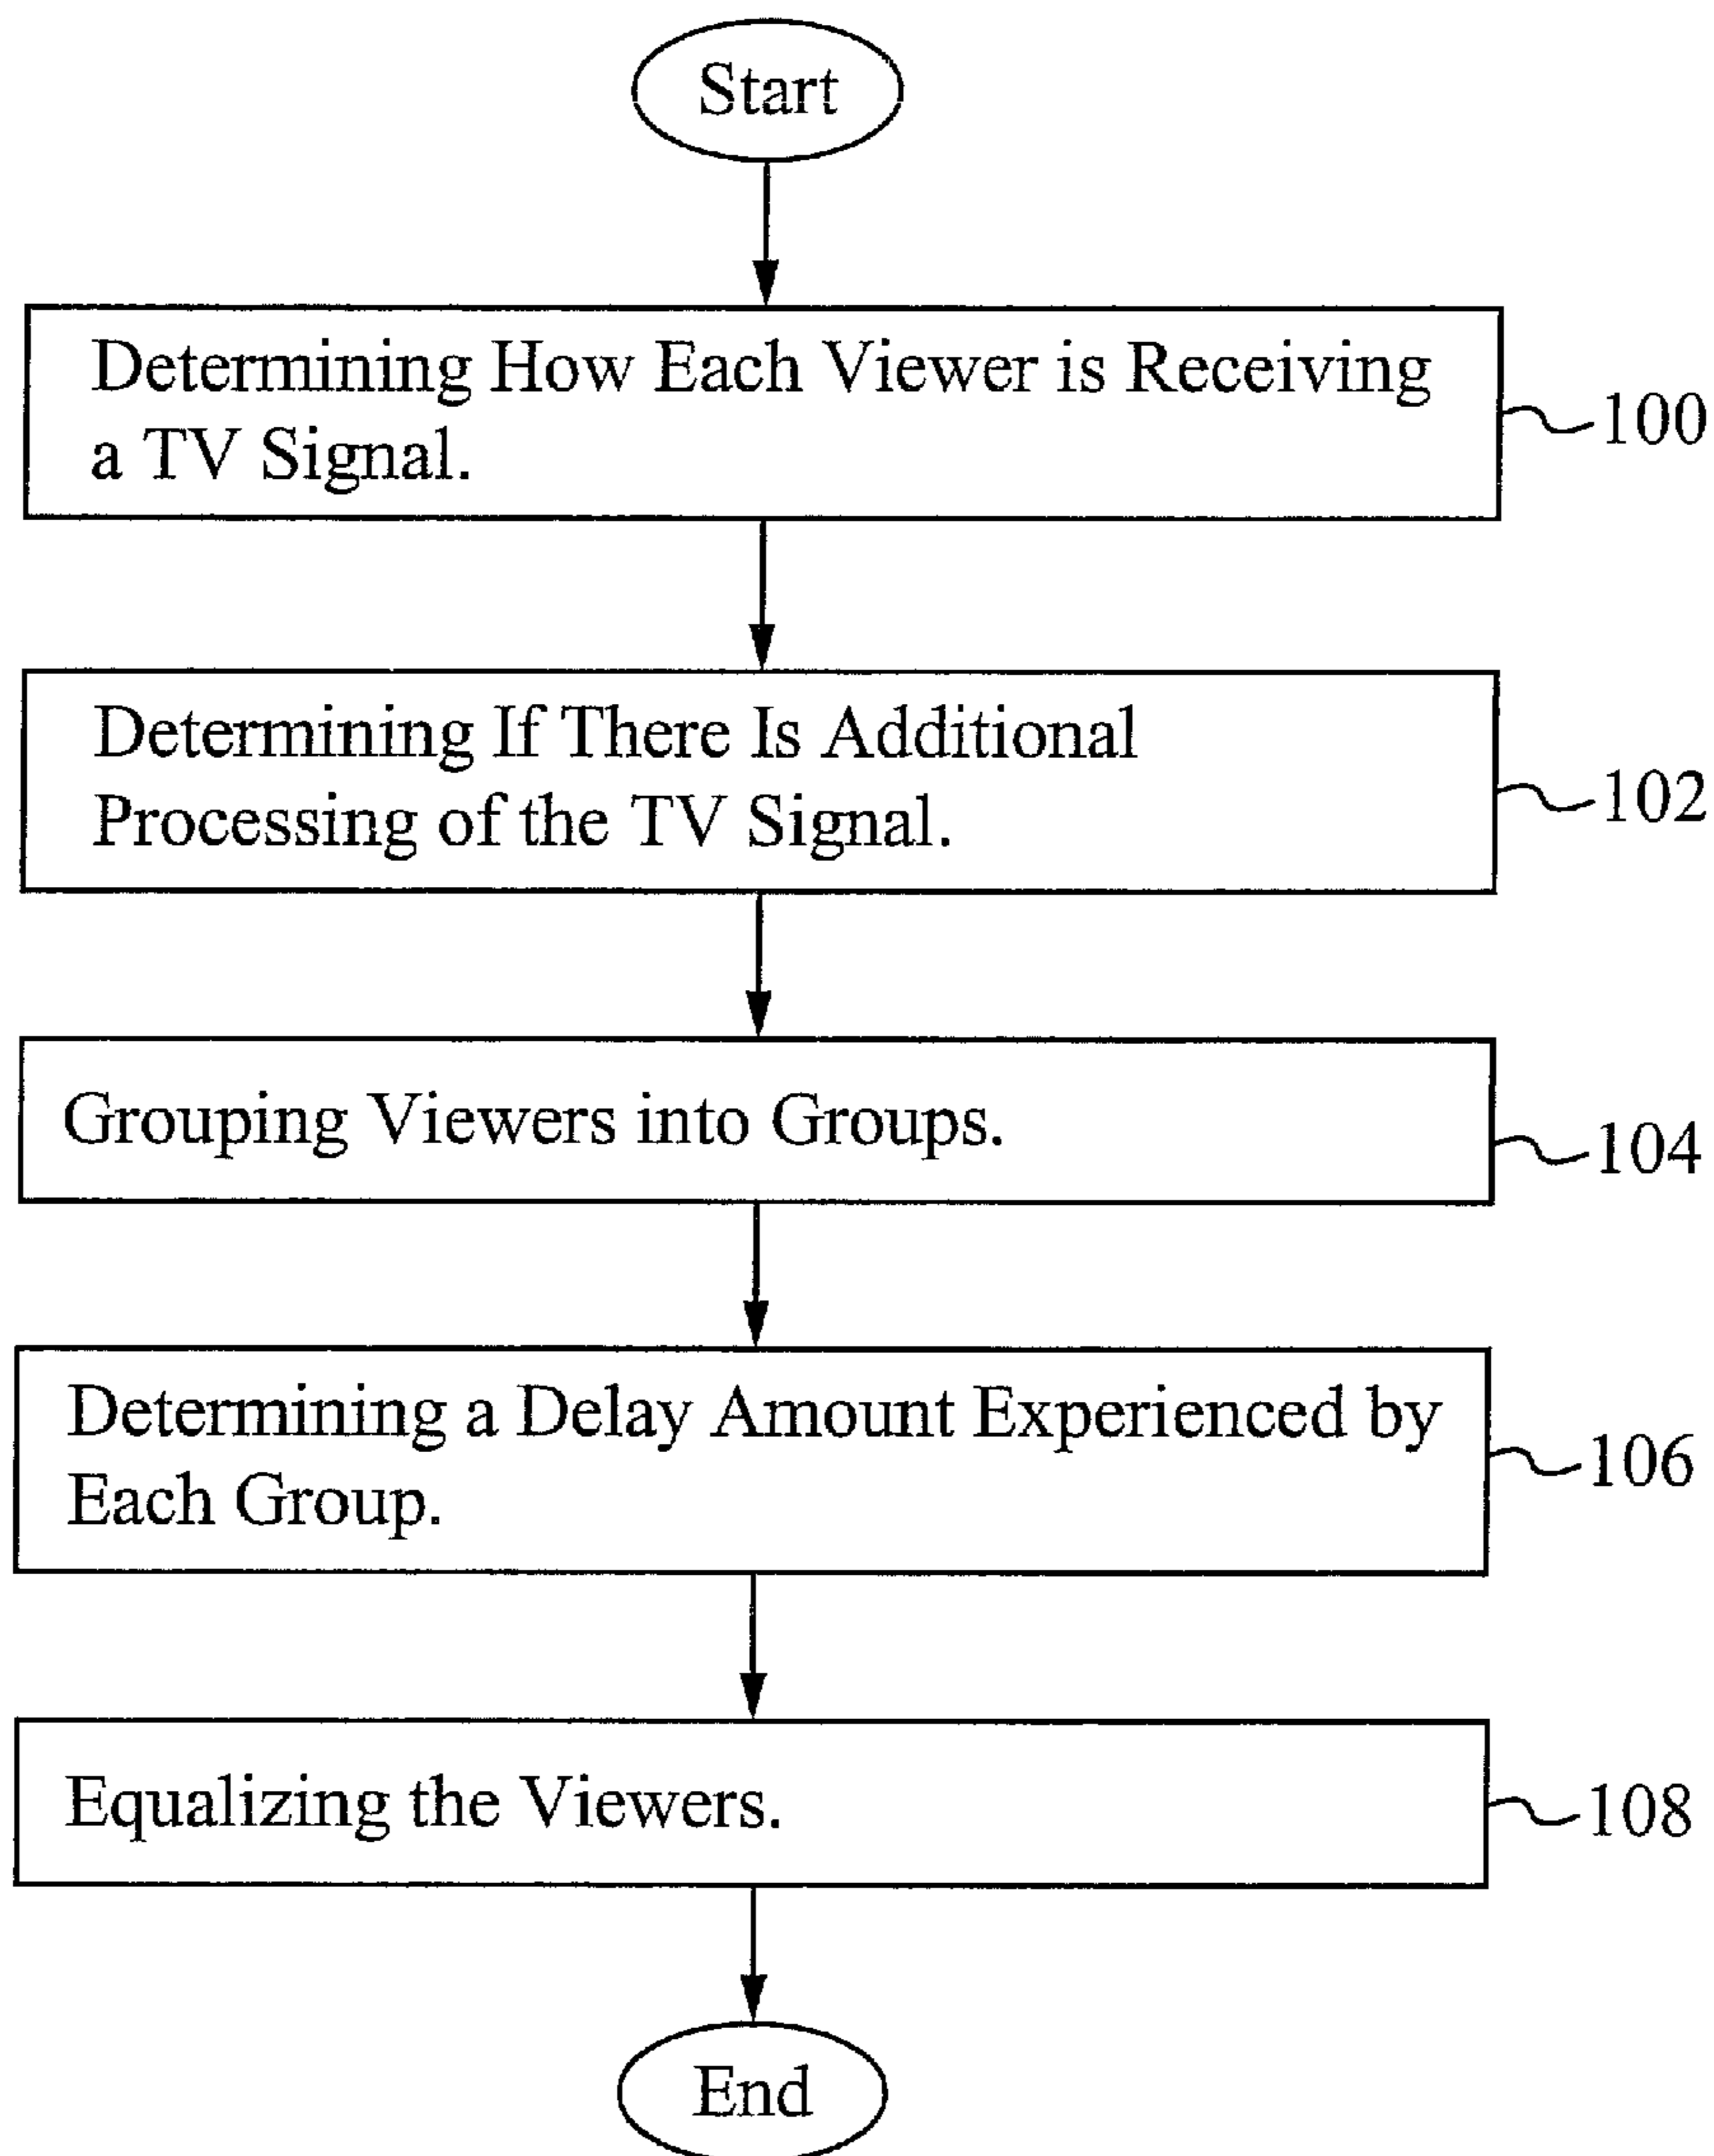 Start
Determining How Each Viewer is Receiving
a TV Signal.
100
Determining If There Is Additional
Processing of the TV Signal.
102
Grouping Viewers into Groups.
104
Determining a Delay Amount Experienced by
Each Group.
106
Equalizing the Viewers.
108
End